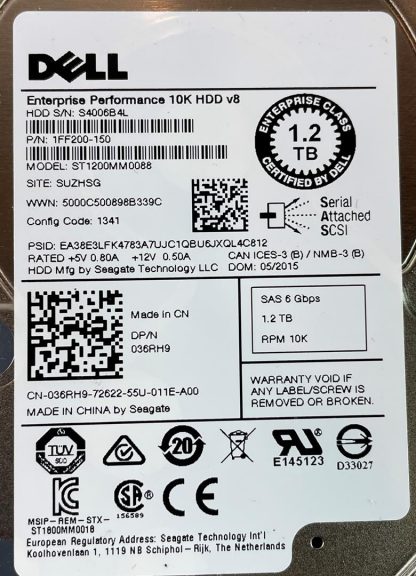 DELL
Enterprise Performance 10K HDD v8
HDD S/N: S4006B4L
P/N: 1FF200-150
MODEL: ST1200MM0088
SITE: SUZHSG
WWN: 5000C500898B339C
Config Code: 1341
ENTERPRISE CLASS
1.2
TB
CERTIFIED BY DELL
Serial
Attached
SCSI
PSID: EA38E3LFK4783A7UJC1QBU6JXQL4C812
RATED +5V 0.80A +12V 0.50A CAN ICES-3 (B) / NMB-3 (B)
HDD Mfg by Seagate Technology LLC DOM: 05/2015
Made in CN
DP/N
036RH9
CN-036RH9-72622-55U-011E-A00
MADE IN CHINA by Seagate
SAS 6 Gbps
1.2 TB
RPM 10K
WARRANTY VOID IF
ANY LABEL/SCREW IS
REMOVED OR BROKEN.
TÜV
20
E145123
D33027
156589
MSIP-REM-STX-
ST1800MM0018
European Regulatory Address: Seagate Technology Int'l
Koolhovenlaan 1, 1119 NB Schiphol - Rijk, The Netherlands